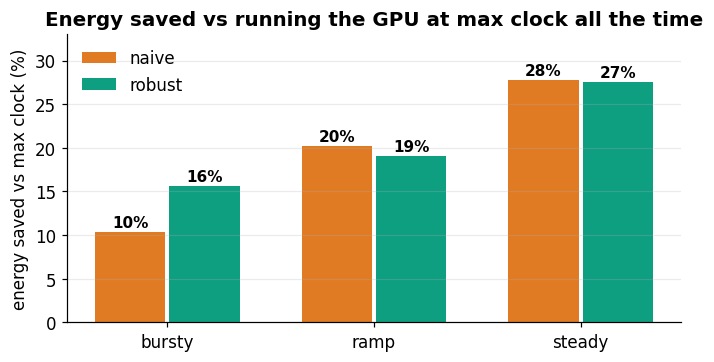 Energy saved vs running the GPU at max clock all the time
energy saved vs max clock (%)
30
25
20
15
10
5
0
naive
robust
10%
16%
20%
19%
28%
27%
bursty
ramp
steady